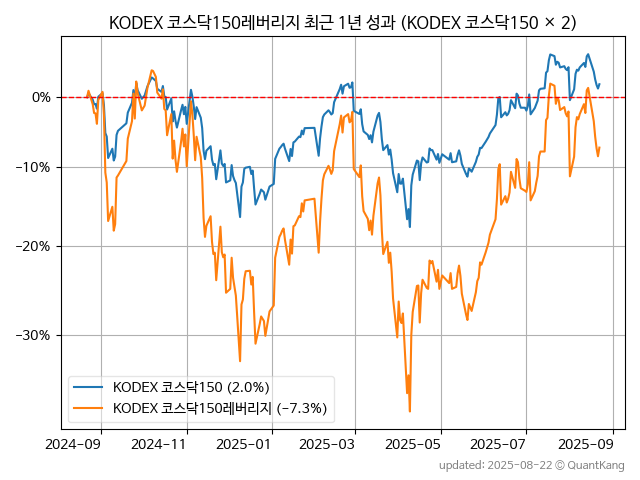 KODEX 코스닥150레버리지 최근 1년 성과 (KODEX 코스닥150 × 2)
0%
−10%
−20%
−30%
KODEX 코스닥150 (2.0%)
KODEX 코스닥150레버리지 (−7.3%)
2024−09 2024−11 2025−01 2025−03 2025−05 2025−07 2025−09
updated: 2025-08-22 © QuantKang